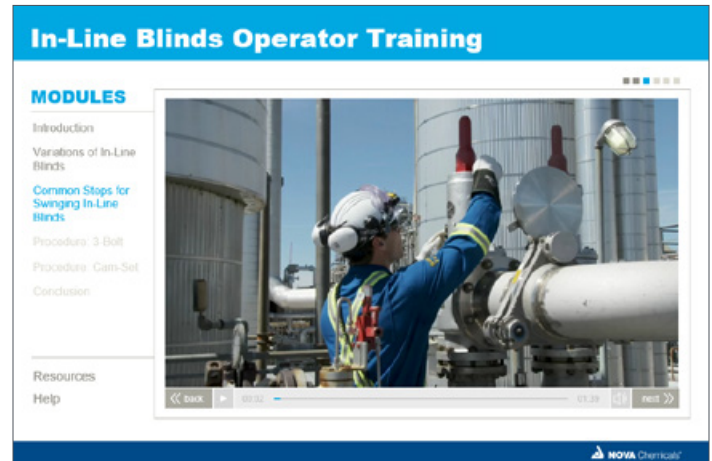 In-Line Blinds Operator Training
MODULES
Introduction
Variations of In-Line
Blinds
Common Stops for
Swinging In-Line
Blinds
Procedure: 3-Bolt
Procedure: Cam-Set
Conclusion
Resources
Help
back
00:02
01:39
next
NOVA Chemicals